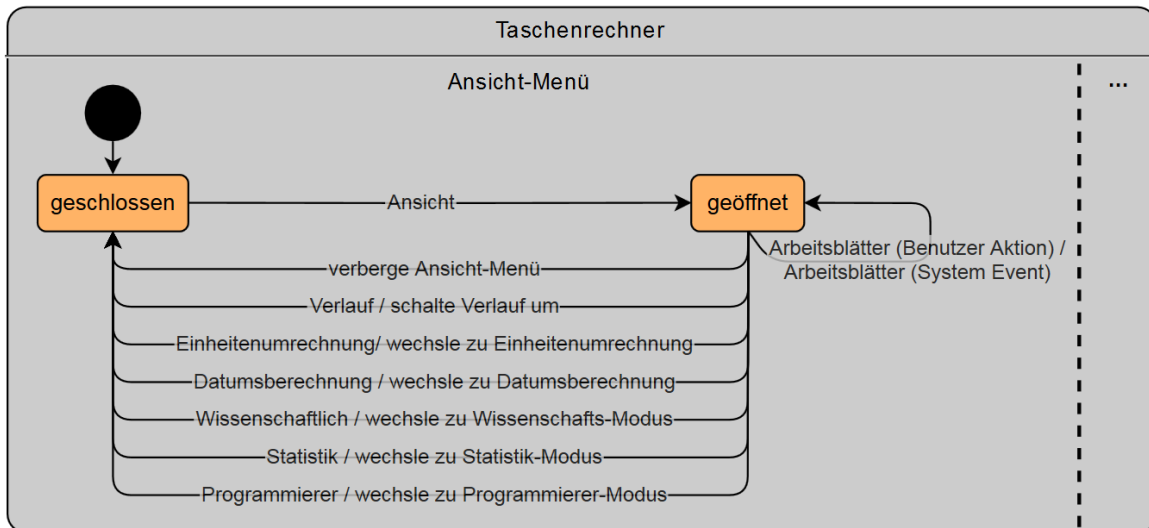 Taschenrechner
Ansicht-Menü
...
geschlossen
Ansicht
geöffnet
Arbeitsblätter (Benutzer Aktion) /
Arbeitsblätter (System Event)
verberge Ansicht-Menü
Verlauf / schalte Verlauf um
Einheitenumrechnung/ wechsle zu Einheitenumrechnung
Datumsberechnung / wechsle zu Datumsberechnung
Wissenschaftlich / wechsle zu Wissenschafts-Modus
Statistik / wechsle zu Statistik-Modus
Programmierer / wechsle zu Programmierer-Modus